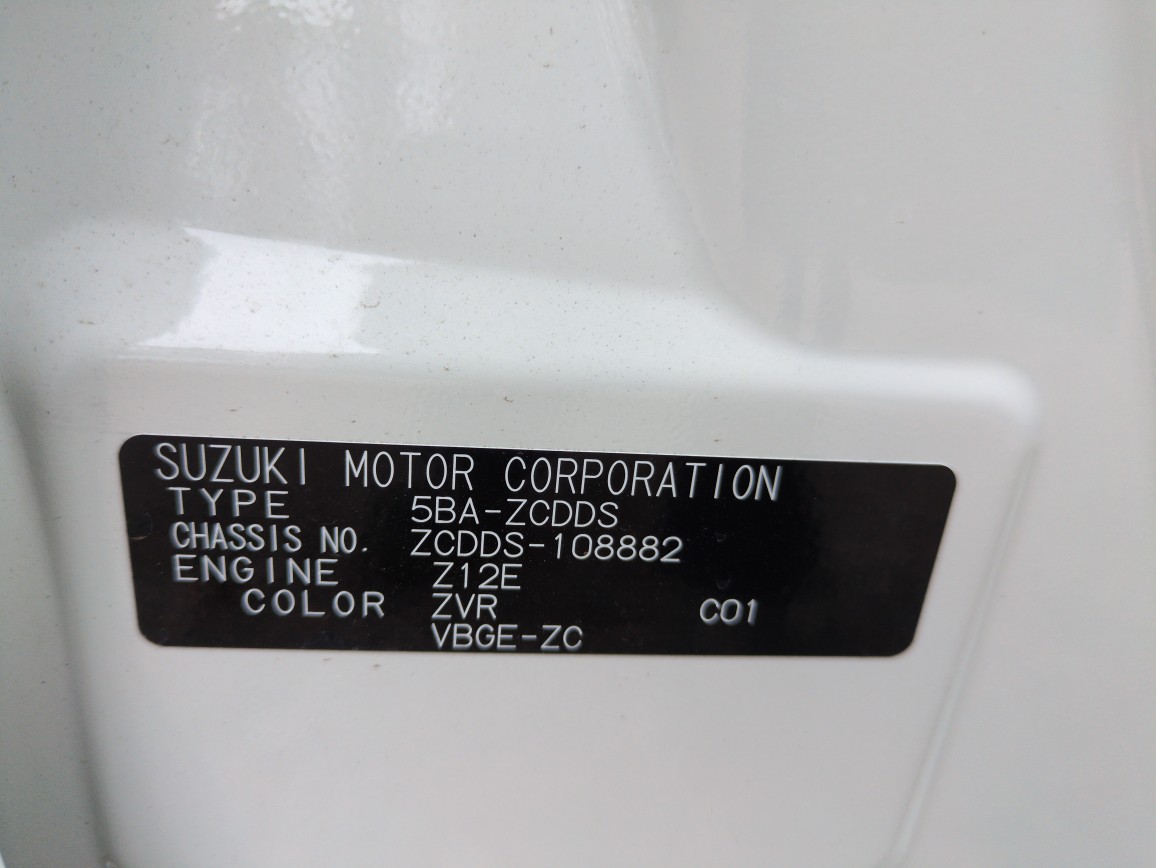 SUZUKI MOTOR CORPORATION
TYPE 5BA-ZCDDS
CHASSIS NO. ZCDDS-108882
ENGINE Z12E
COLOR ZVR C01
VBGE-ZC